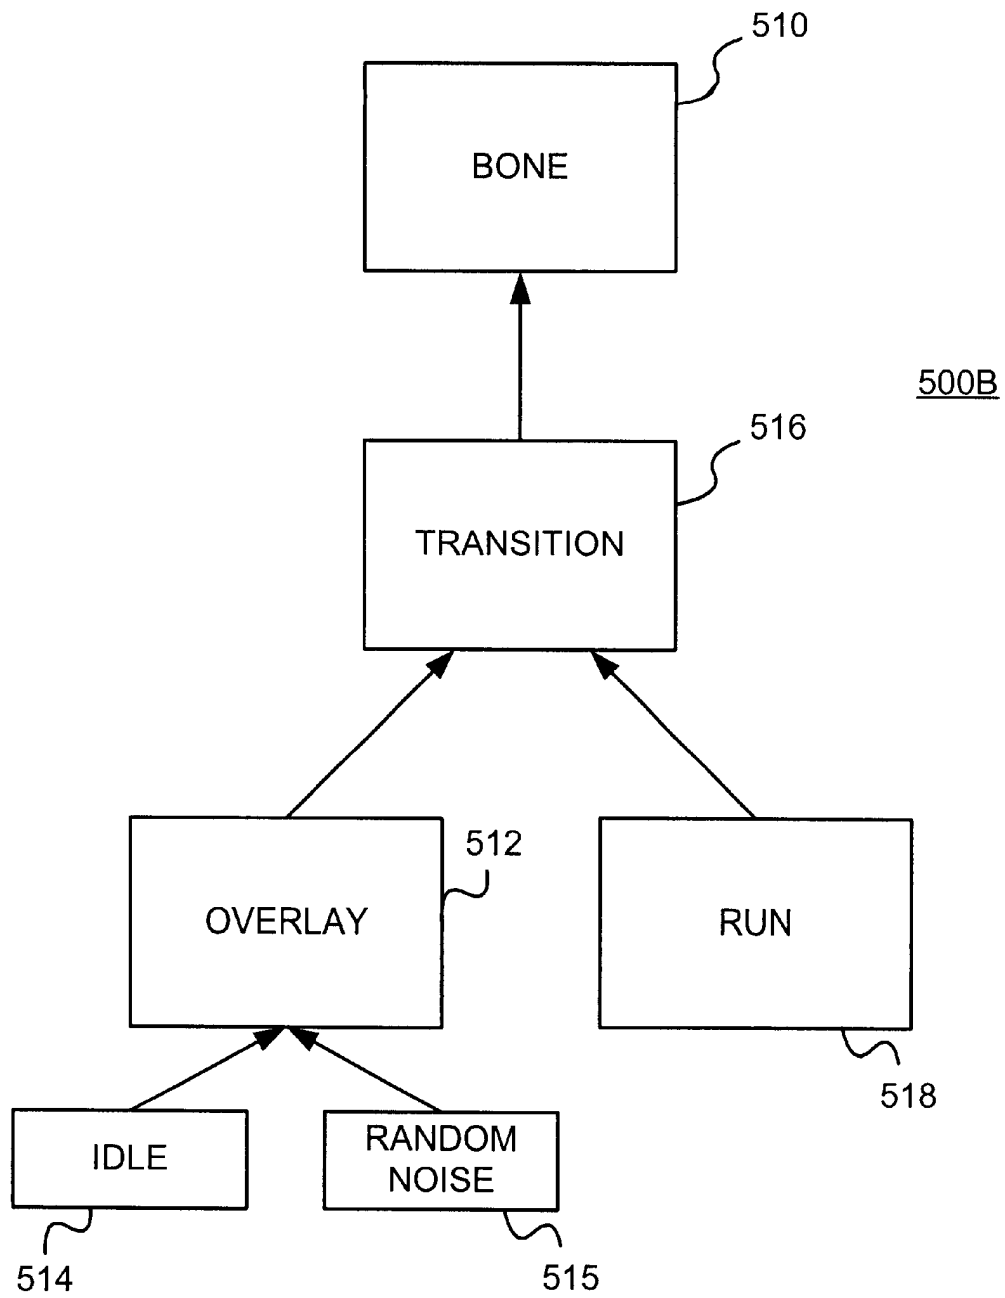 510
BONE
500B
516
TRANSITION
512
OVERLAY
RUN
518
IDLE
RANDOM
NOISE
514
515